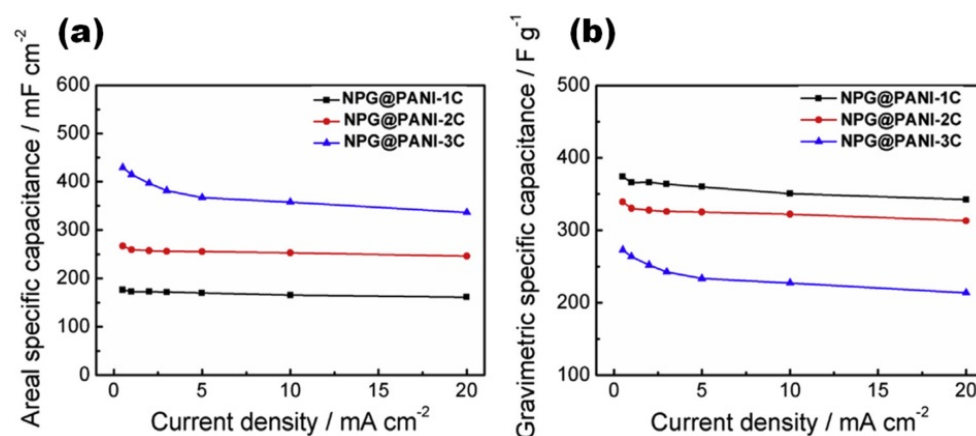 (a)
Areal specific capacitance / mF cm⁻²
600
500
400
300
200
100
0
NPG@PANI-1C
NPG@PANI-2C
NPG@PANI-3C
0 5 10 15 20
Current density / mA cm⁻²
(b)
Gravimetric specific capacitance / F g⁻¹
500
400
300
200
100
NPG@PANI-1C
NPG@PANI-2C
NPG@PANI-3C
0 5 10 15 20
Current density / mA cm⁻²